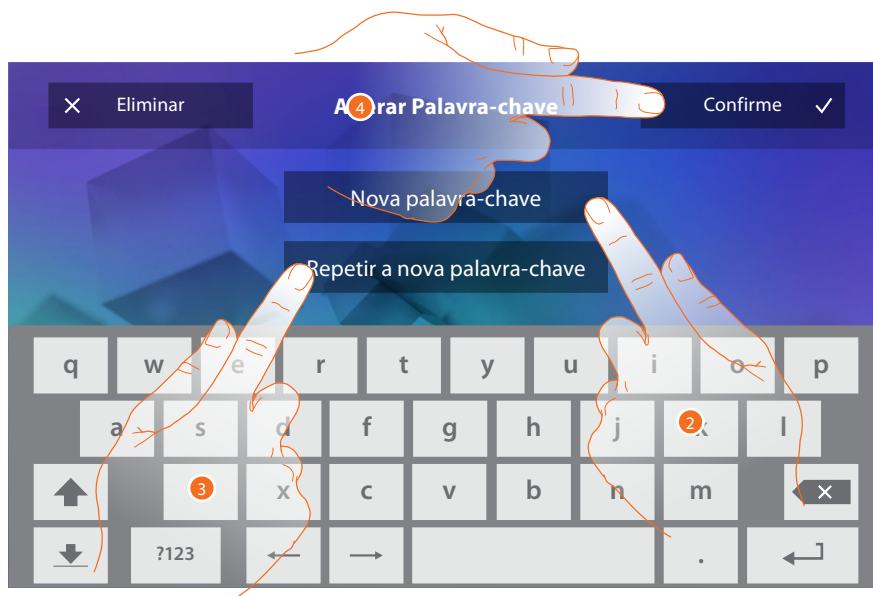 Eliminar
4
Alterar Palavra-chave
Confirme
Nova palavra-chave
Repetir a nova palavra-chave
q w e r t y u i o p
a s d f g h j k l
2
3
x c v b n m
?123 .